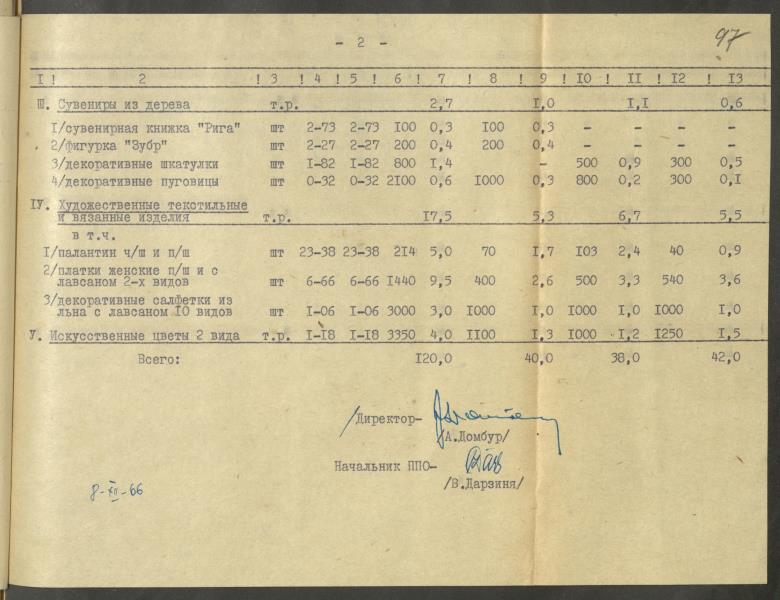 - 2 -
97
I ! 2 ! 3 ! 4 ! 5 ! 6 ! 7 ! 8 ! 9 ! IO ! II ! I2 ! I3
Ш. Сувениры из дерева т.р. 2,7 I,0 I,I 0,6
I/сувенирная книжка "Рига" шт 2-73 2-73 I00 0,3 I00 0,3 - - - -
2/фигурка "Зубр" шт 2-27 2-27 200 0,4 200 0,4 - - - -
3/декоративные шкатулки шт I-82 I-82 800 I,4 - 500 0,9 300 0,5
4/декоративные пуговицы шт 0-32 0-32 2I00 0,6 I000 0,3 800 0,2 300 0,I
IУ. Художественные текстильные
и вязанные изделия т.р. I7,5 5,3 6,7 5,5
в т.ч.
I/палантин ч/ш и п/ш шт 23-38 23-38 2I4 5,0 70 I,7 I03 2,4 40 0,9
2/платки женские п/ш и с
лавсаном 2-х видов шт 6-66 6-66 I440 9,5 400 2,6 500 3,3 540 3,6
3/декоративные салфетки из
льна с лавсаном I0 видов шт I-06 I-06 3000 3,0 I000 I,0 I000 I,0 I000 I,0
У. Искусственные цветы 2 вида т.р. I-I8 I-I8 3350 4,0 II00 I,3 I000 I,2 I250 I,5
Всего: I20,0 40,0 38,0 42,0
/Директор-
/А.Домбур/
Начальник ППО-
/В.Дарзиня/
8-XII-66